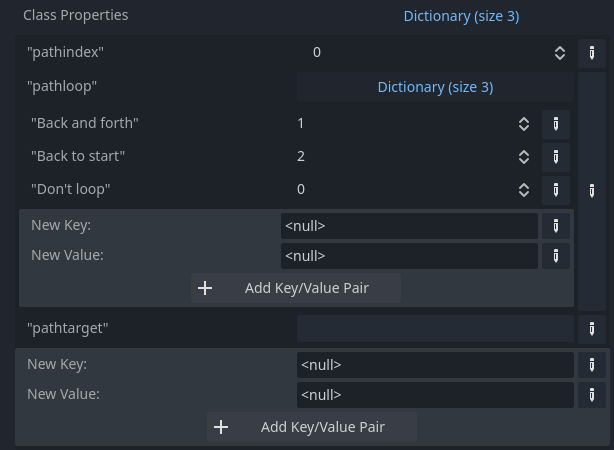 Class Properties Dictionary (size 3)
"pathindex" 0
"pathloop" Dictionary (size 3)
"Back and forth" 1
"Back to start" 2
"Don't loop" 0
New Key: <null>
New Value: <null>
Add Key/Value Pair
"pathtarget"
New Key: <null>
New Value: <null>
Add Key/Value Pair